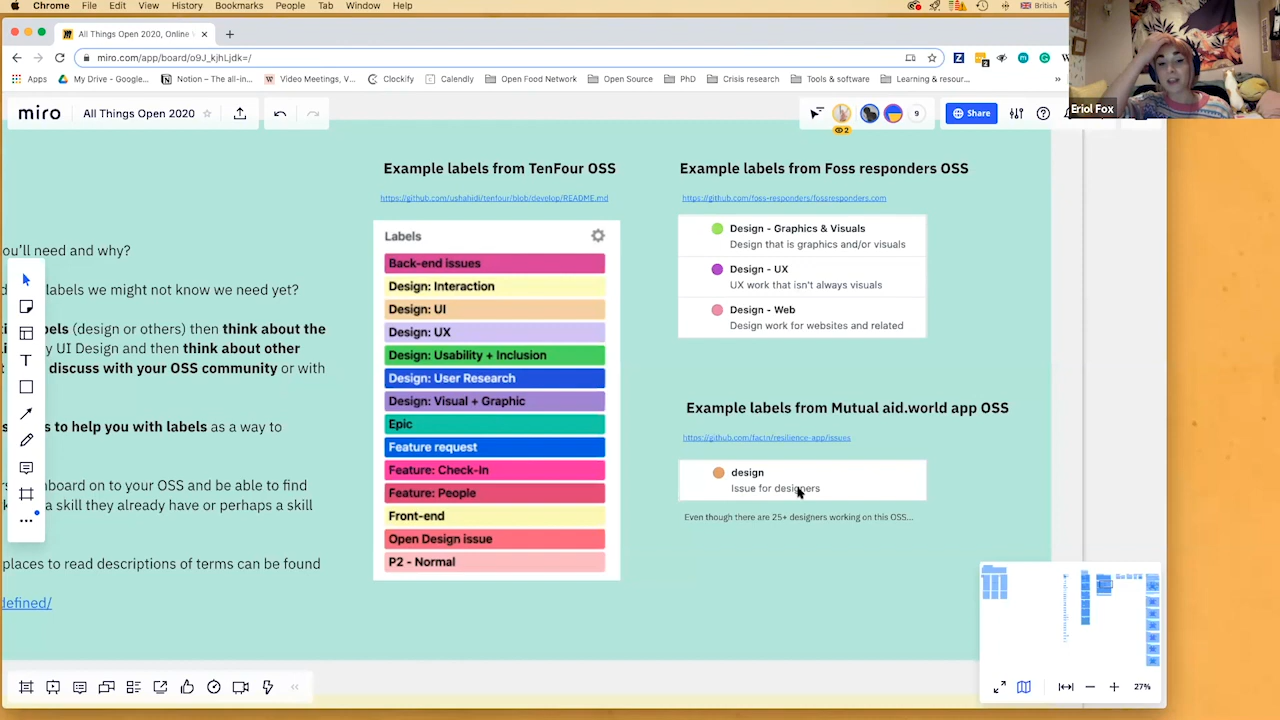 Chrome File Edit View History Bookmarks People Tab Window Help
British
All Things Open 2020, Online
miro.com/app/board/o9J_kjhLjdk=/
Apps My Drive - Google... Notion – The all-in... Video Meetings, V... Clockify Calendly Open Food Network Open Source PhD Crisis research Tools & software Learning & resour... »
Eriol Fox
miro All Things Open 2020 9 Share
2
Example labels from TenFour OSS
https://github.com/ushahidi/tenfour/blob/develop/README.md
Labels
Back-end issues
Design: Interaction
Design: UI
Design: UX
Design: Usability + Inclusion
Design: User Research
Design: Visual + Graphic
Epic
Feature request
Feature: Check-In
Feature: People
Front-end
Open Design issue
P2 - Normal
Example labels from Foss responders OSS
https://github.com/foss-responders/fossresponders.com
Design - Graphics & Visuals
Design that is graphics and/or visuals
Design - UX
UX work that isn't always visuals
Design - Web
Design work for websites and related
Example labels from Mutual aid.world app OSS
https://github.com/factn/resilience-app/issues
design
Issue for designers
Even though there are 25+ designers working on this OSS...
ou'll need and why?
labels we might not know we need yet?
(design or others) then think about the
y UI Design and then think about other
discuss with your OSS community or with
s to help you with labels as a way to
board on to your OSS and be able to find
a skill they already have or perhaps a skill
places to read descriptions of terms can be found
defined/
27%